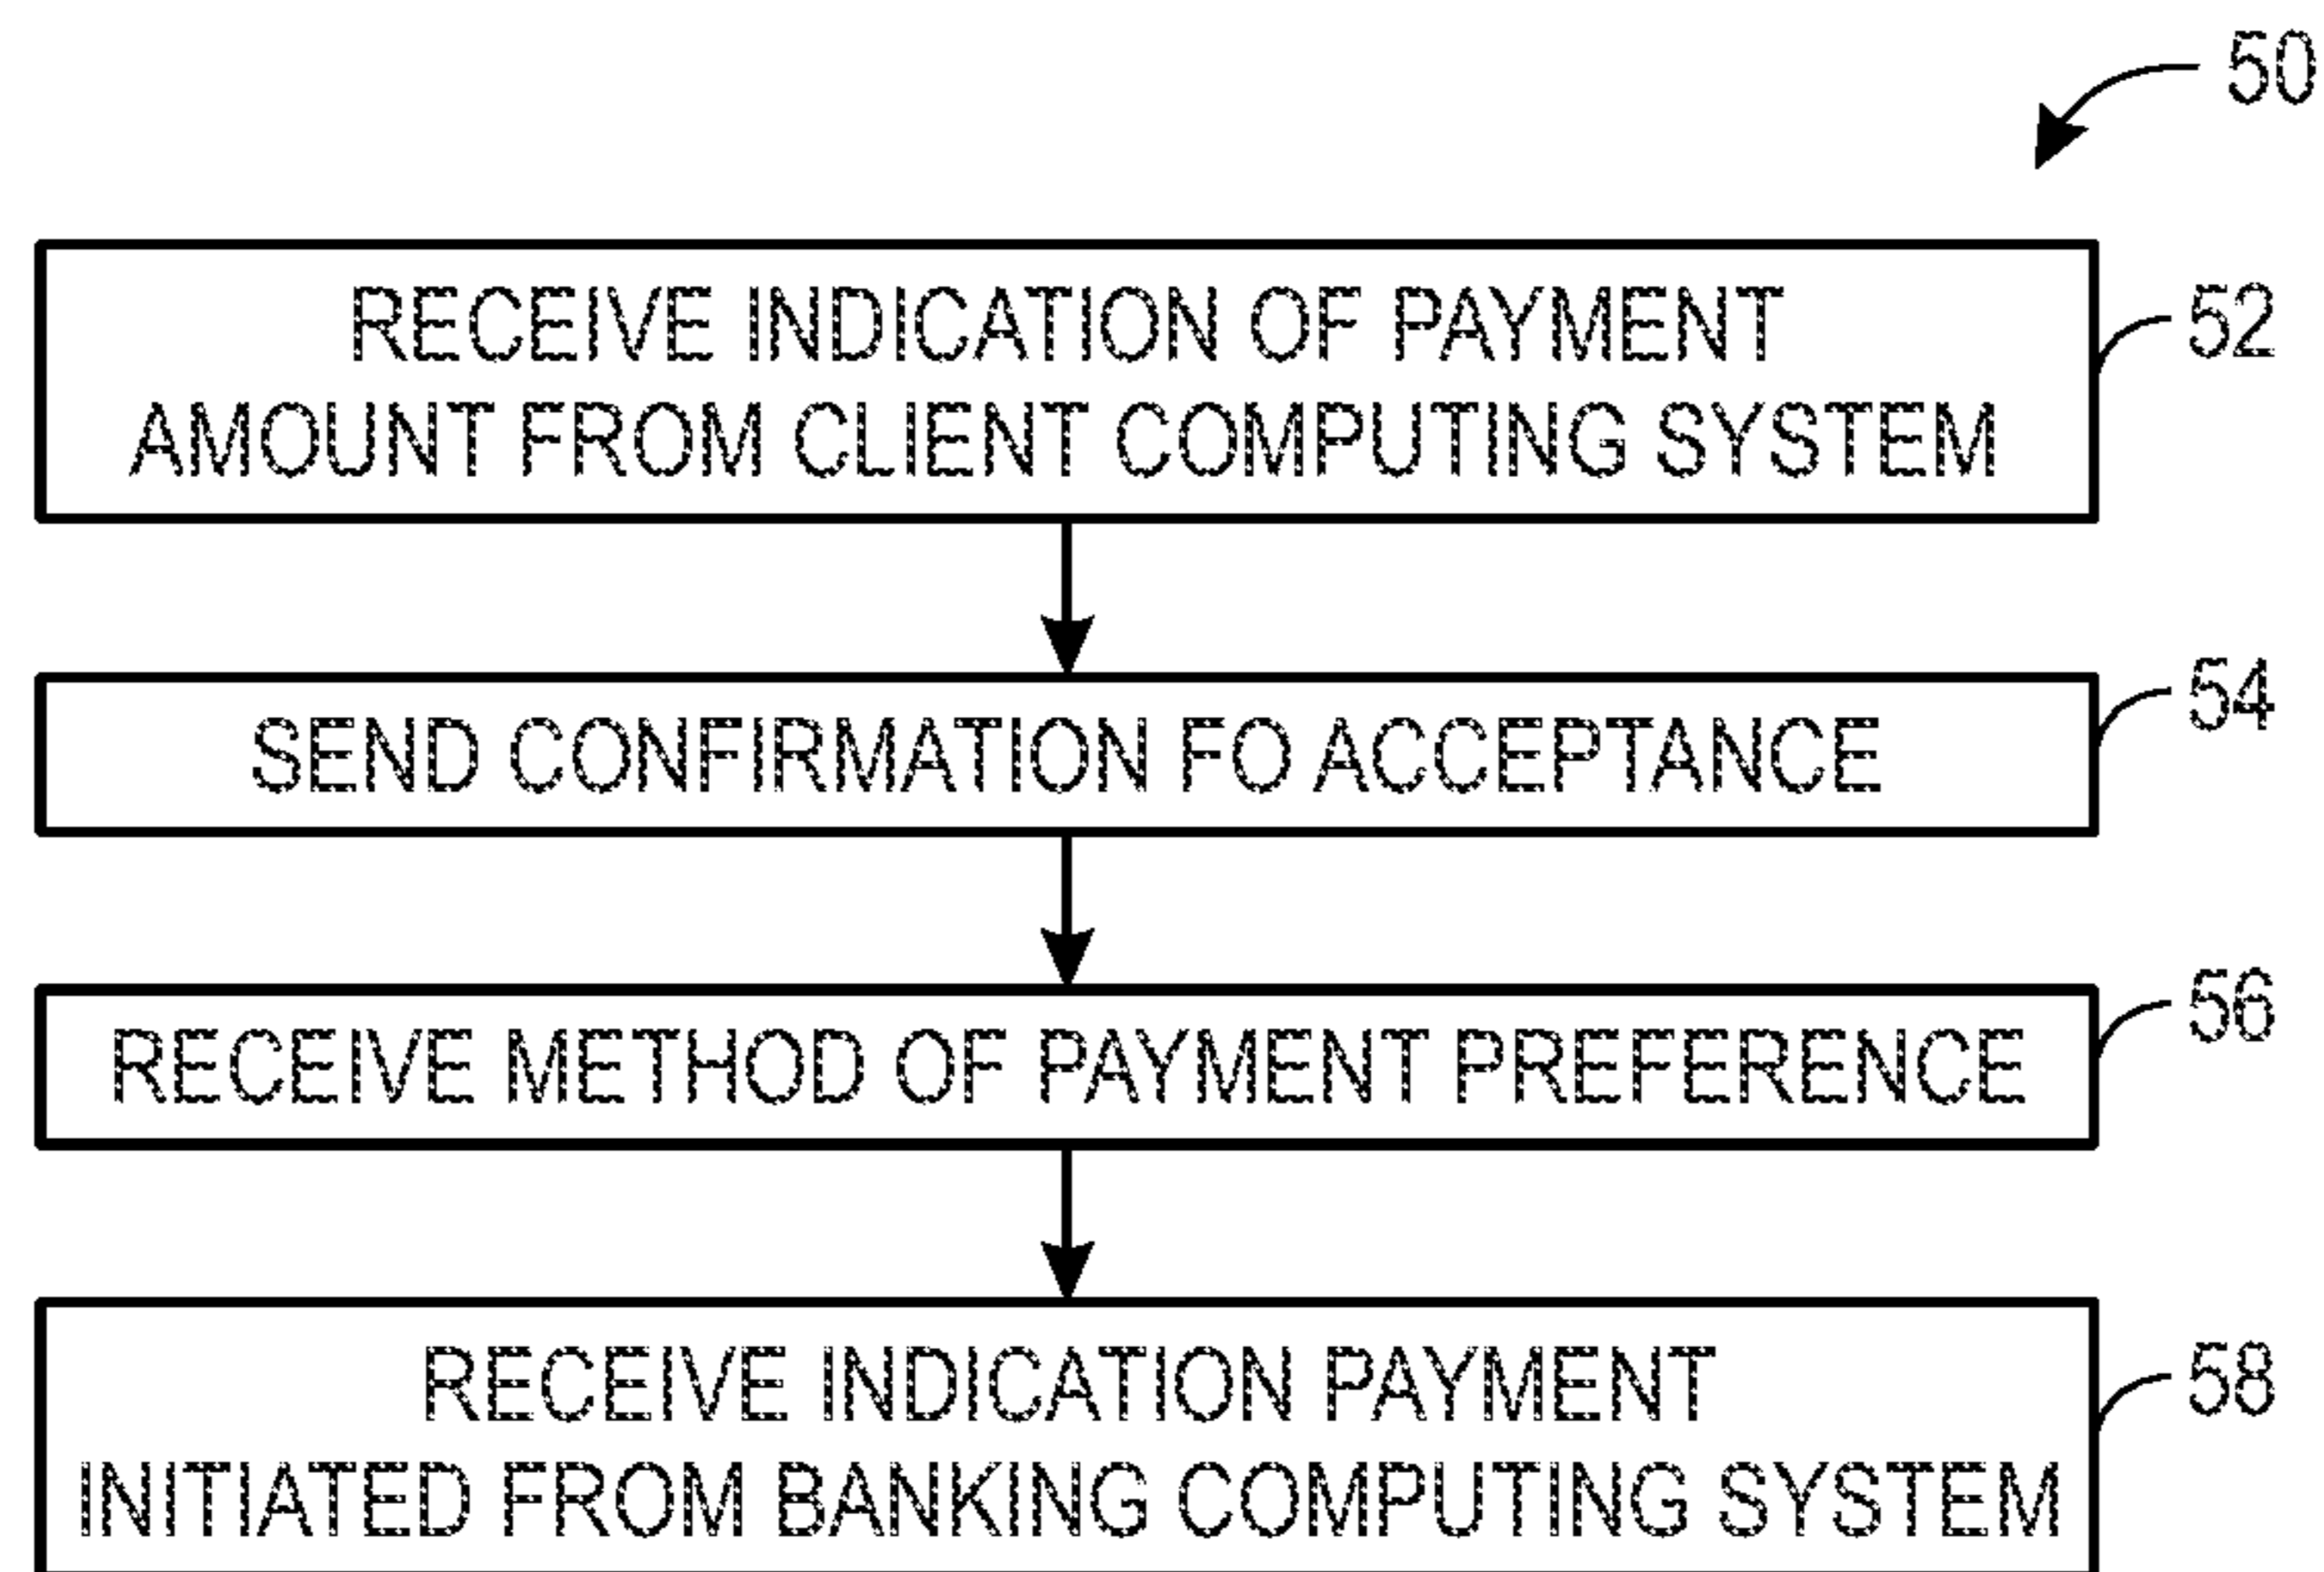 50
RECEIVE INDICATION OF PAYMENT
AMOUNT FROM CLIENT COMPUTING SYSTEM
52
SEND CONFIRMATION FO ACCEPTANCE
54
RECEIVE METHOD OF PAYMENT PREFERENCE
56
RECEIVE INDICATION PAYMENT
INITIATED FROM BANKING COMPUTING SYSTEM
58